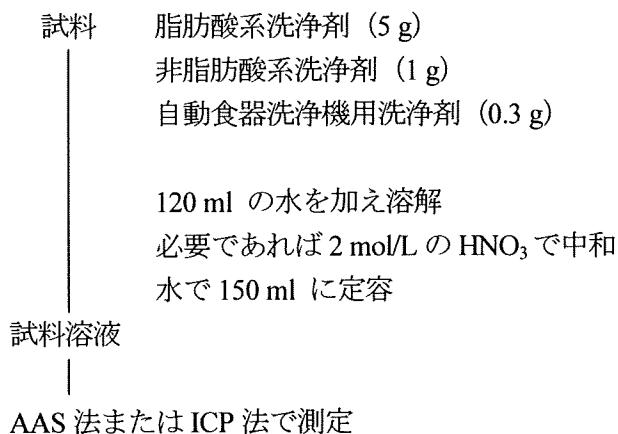 試料 脂肪酸系洗浄剤（5 g）
非脂肪酸系洗浄剤（1 g）
自動食器洗浄機用洗浄剤（0.3 g）
120 ml の水を加え溶解
必要であれば 2 mol/L の HNO₃ で中和
水で 150 ml に定容
試料溶液
AAS 法または ICP 法で測定